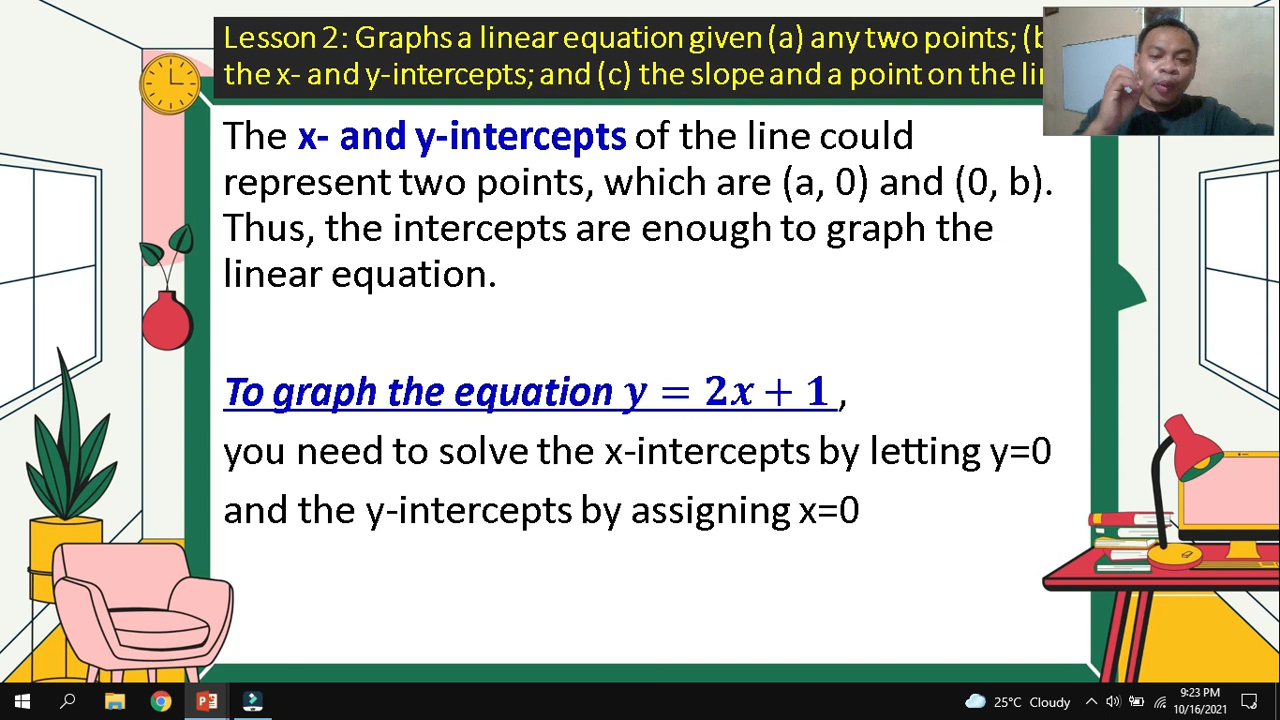 Lesson 2: Graphs a linear equation given (a) any two points; (b
the x- and y-intercepts; and (c) the slope and a point on the lin
The x- and y-intercepts of the line could
represent two points, which are (a, 0) and (0, b).
Thus, the intercepts are enough to graph the
linear equation.
To graph the equation y = 2x + 1 ,
you need to solve the x-intercepts by letting y=0
and the y-intercepts by assigning x=0
25°C Cloudy
9:23 PM
10/16/2021